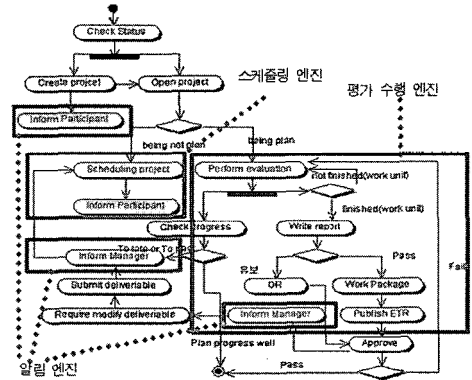 Check Status
Create projet
Open project
스케쥴링 엔진
평가 수행 엔진
Inform Participant
being not plan
being plan
Scheduling project
Perform evaluation
not finished(work unit)
Inform Participant
finished(work unit)
Check progress
Write report
To late or To
Inform Manager
Pass
Fail
유보
Submit deliverable
OR
Work Package
Require modify deliverable
Inform Manager
Publish ETR
Plan progress well
Approve
알림 엔진
Pass